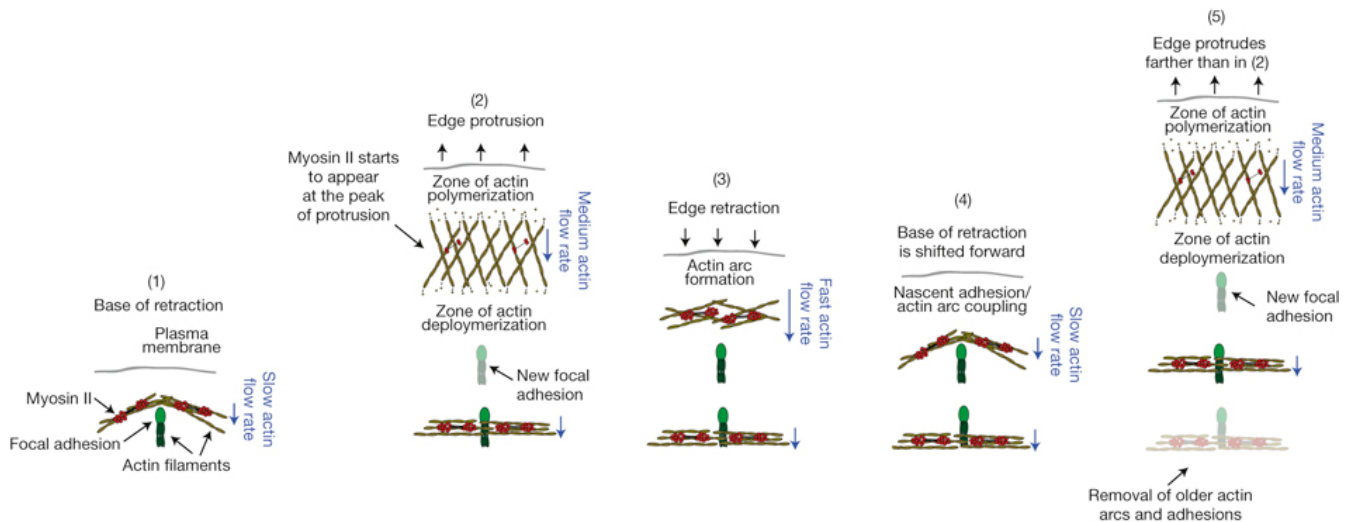 (1)
Base of retraction
Plasma
membrane
Myosin II
Focal adhesion
Actin filaments
Slow actin
flow rate
(2)
Edge protrusion
Myosin II starts
to appear
at the peak
of protrusion
Zone of actin
polymerization
Medium actin
flow rate
Zone of actin
deploymerization
New focal
adhesion
(3)
Edge retraction
Actin arc
formation
Fast actin
flow rate
(4)
Base of retraction
is shifted forward
Nascent adhesion/
actin arc coupling
Slow actin
flow rate
(5)
Edge protrudes
farther than in (2)
Zone of actin
polymerization
Medium actin
flow rate
Zone of actin
deploymerization
New focal
adhesion
Removal of older actin
arcs and adhesions